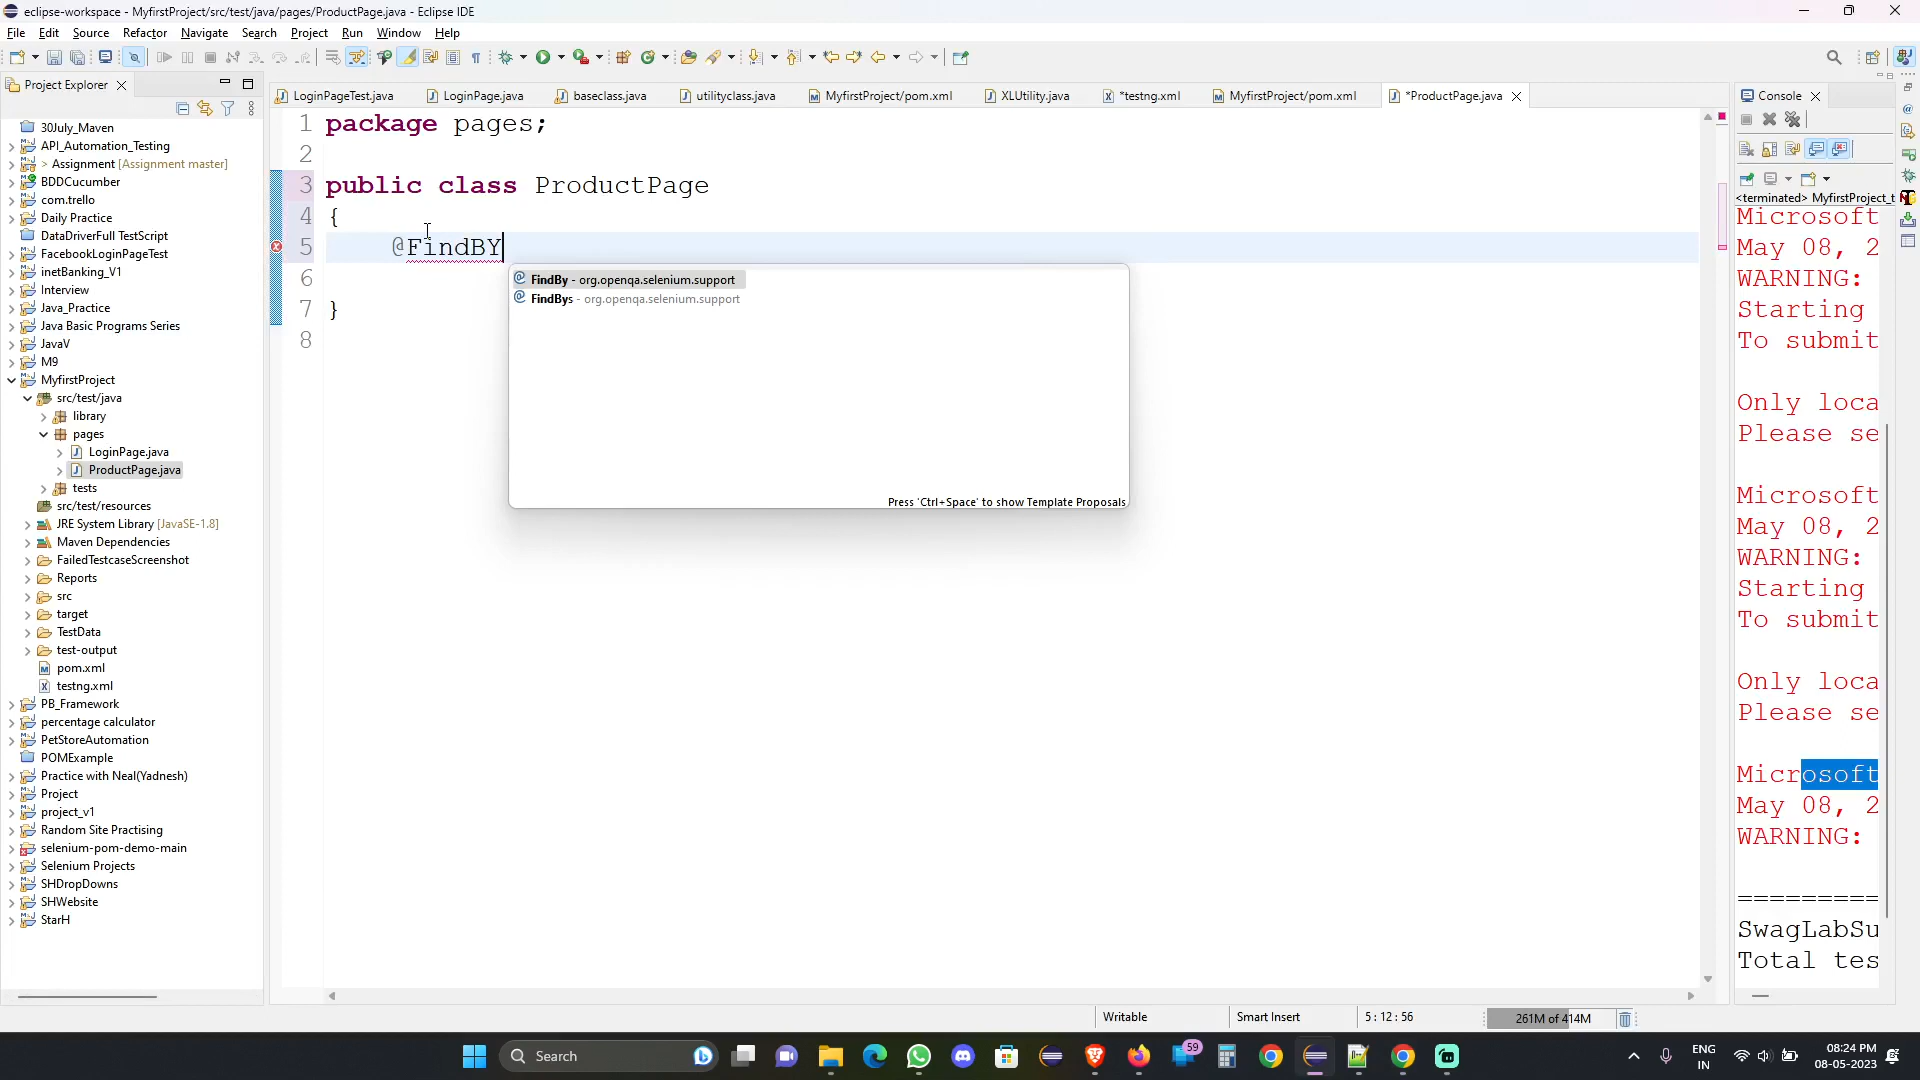 eclipse-workspace - MyfirstProject/src/test/java/pages/ProductPage.java - Eclipse IDE
File Edit Source Refactor Navigate Search Project Run Window Help
Project Explorer
30July_Maven
API_Automation_Testing
> Assignment [Assignment master]
BDDCucumber
com.trello
Daily Practice
DataDriverFull TestScript
FacebookLoginPageTest
inetBanking_V1
Interview
Java_Practice
Java Basic Programs Series
JavaV
M9
MyfirstProject
src/test/java
library
pages
LoginPage.java
ProductPage.java
tests
src/test/resources
JRE System Library [JavaSE-1.8]
Maven Dependencies
FailedTestcaseScreenshot
Reports
src
target
TestData
test-output
pom.xml
testng.xml
PB_Framework
percentage calculator
PetStoreAutomation
POMExample
Practice with Neal(Yadnesh)
Project
project_v1
Random Site Practising
selenium-pom-demo-main
Selenium Projects
SHDropDowns
SHWebsite
StarH
LoginPageTest.java LoginPage.java baseclass.java utilityclass.java MyfirstProject/pom.xml XLUtility.java *testng.xml MyfirstProject/pom.xml *ProductPage.java
1 package pages;
2
3 public class ProductPage
4 {
5 @FindBY
6
7 }
8
FindBy - org.openqa.selenium.support
FindBys - org.openqa.selenium.support
Press 'Ctrl+Space' to show Template Proposals
Console
<terminated> MyfirstProject_t
Microsoft
May 08, 2
WARNING:
Starting
To submit
Only loca
Please se
Microsoft
May 08, 2
WARNING:
Starting
To submit
Only loca
Please se
Microsoft
May 08, 2
WARNING:
=========
SwagLabSu
Total tes
Writable Smart Insert 5 : 12 : 56 261M of 414M
Search 59 ENG IN 08:24 PM 08-05-2023